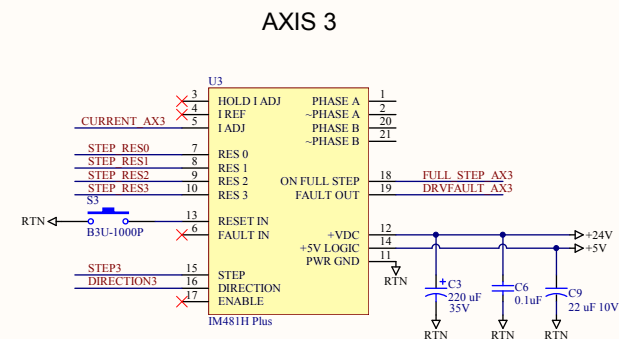 AXIS 3
U3
3 HOLD I ADJ PHASE A 1
4 I REF ~PHASE A 2
CURRENT_AX3 5 I ADJ PHASE B 20
~PHASE B 21
STEP_RES0 7 RES 0
STEP_RES1 8 RES 1
STEP_RES2 9 RES 2 ON FULL STEP 18 FULL_STEP_AX3
STEP_RES3 10 RES 3 FAULT OUT 19 DRVFAULT_AX3
S3
RTN 13 RESET IN
B3U-1000P 6 FAULT IN +VDC 12 +24V
+5V LOGIC 14 +5V
PWR GND 11
RTN
STEP3 15 STEP
DIRECTION3 16 DIRECTION
17 ENABLE
IM481H Plus
+ C3 C6 C9
220 uF 0.1uF 22 uF 10V
35V
RTN RTN RTN